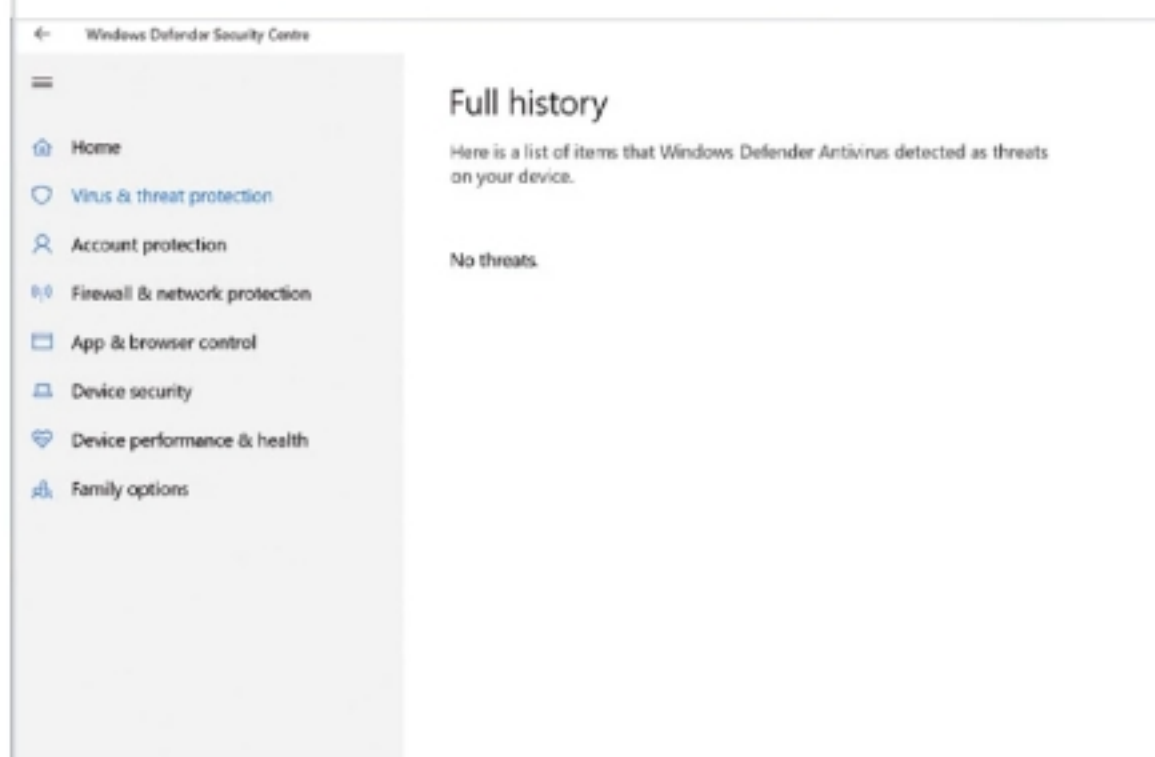 Windows Defender Security Centre
Home
Virus & threat protection
Account protection
Firewall & network protection
App & browser control
Device security
Device performance & health
Family options
Full history
Here is a list of items that Windows Defender Antivirus detected as threats
on your device.
No threats.